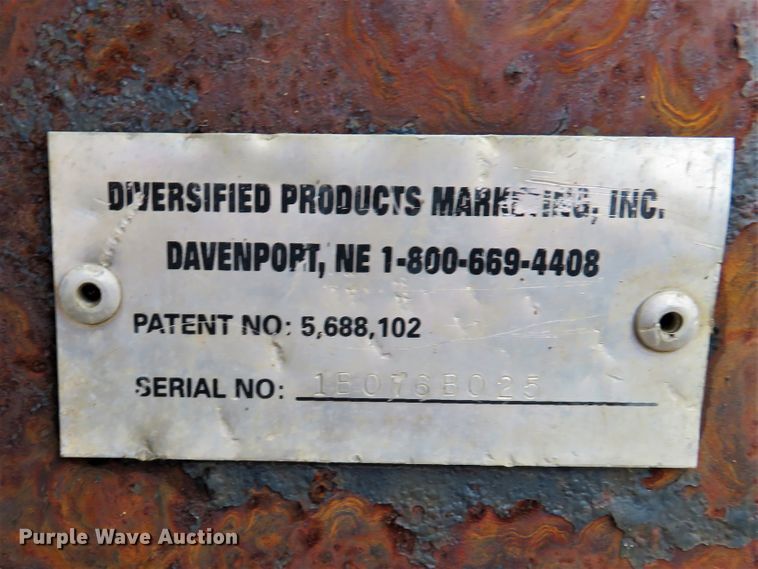 DIVERSIFIED PRODUCTS MARKETING, INC.
DAVENPORT, NE 1-800-669-4408
PATENT NO: 5,688,102
SERIAL NO: 1E076B025
Purple Wave Auction®